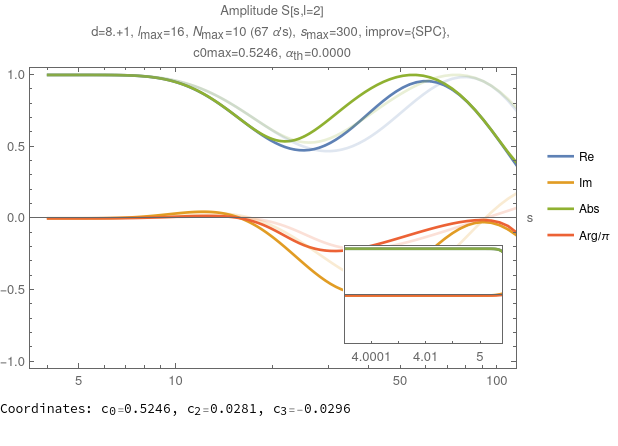 Amplitude S[s,l=2]
d=8.+1, lmax=16, Nmax=10 (67 α's), smax=300, improv={SPC},
c0max=0.5246, αth=0.0000
1.0
0.5
0.0
−0.5
−1.0
s
5
10
50
100
4.0001
4.01
5
Re
Im
Abs
Arg/π
Coordinates: c0=0.5246, c2=0.0281, c3=−0.0296